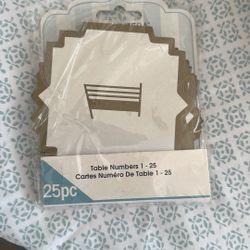 Table Numbers 1 - 25
Cartes Numéro De Table 1 - 25
25pc